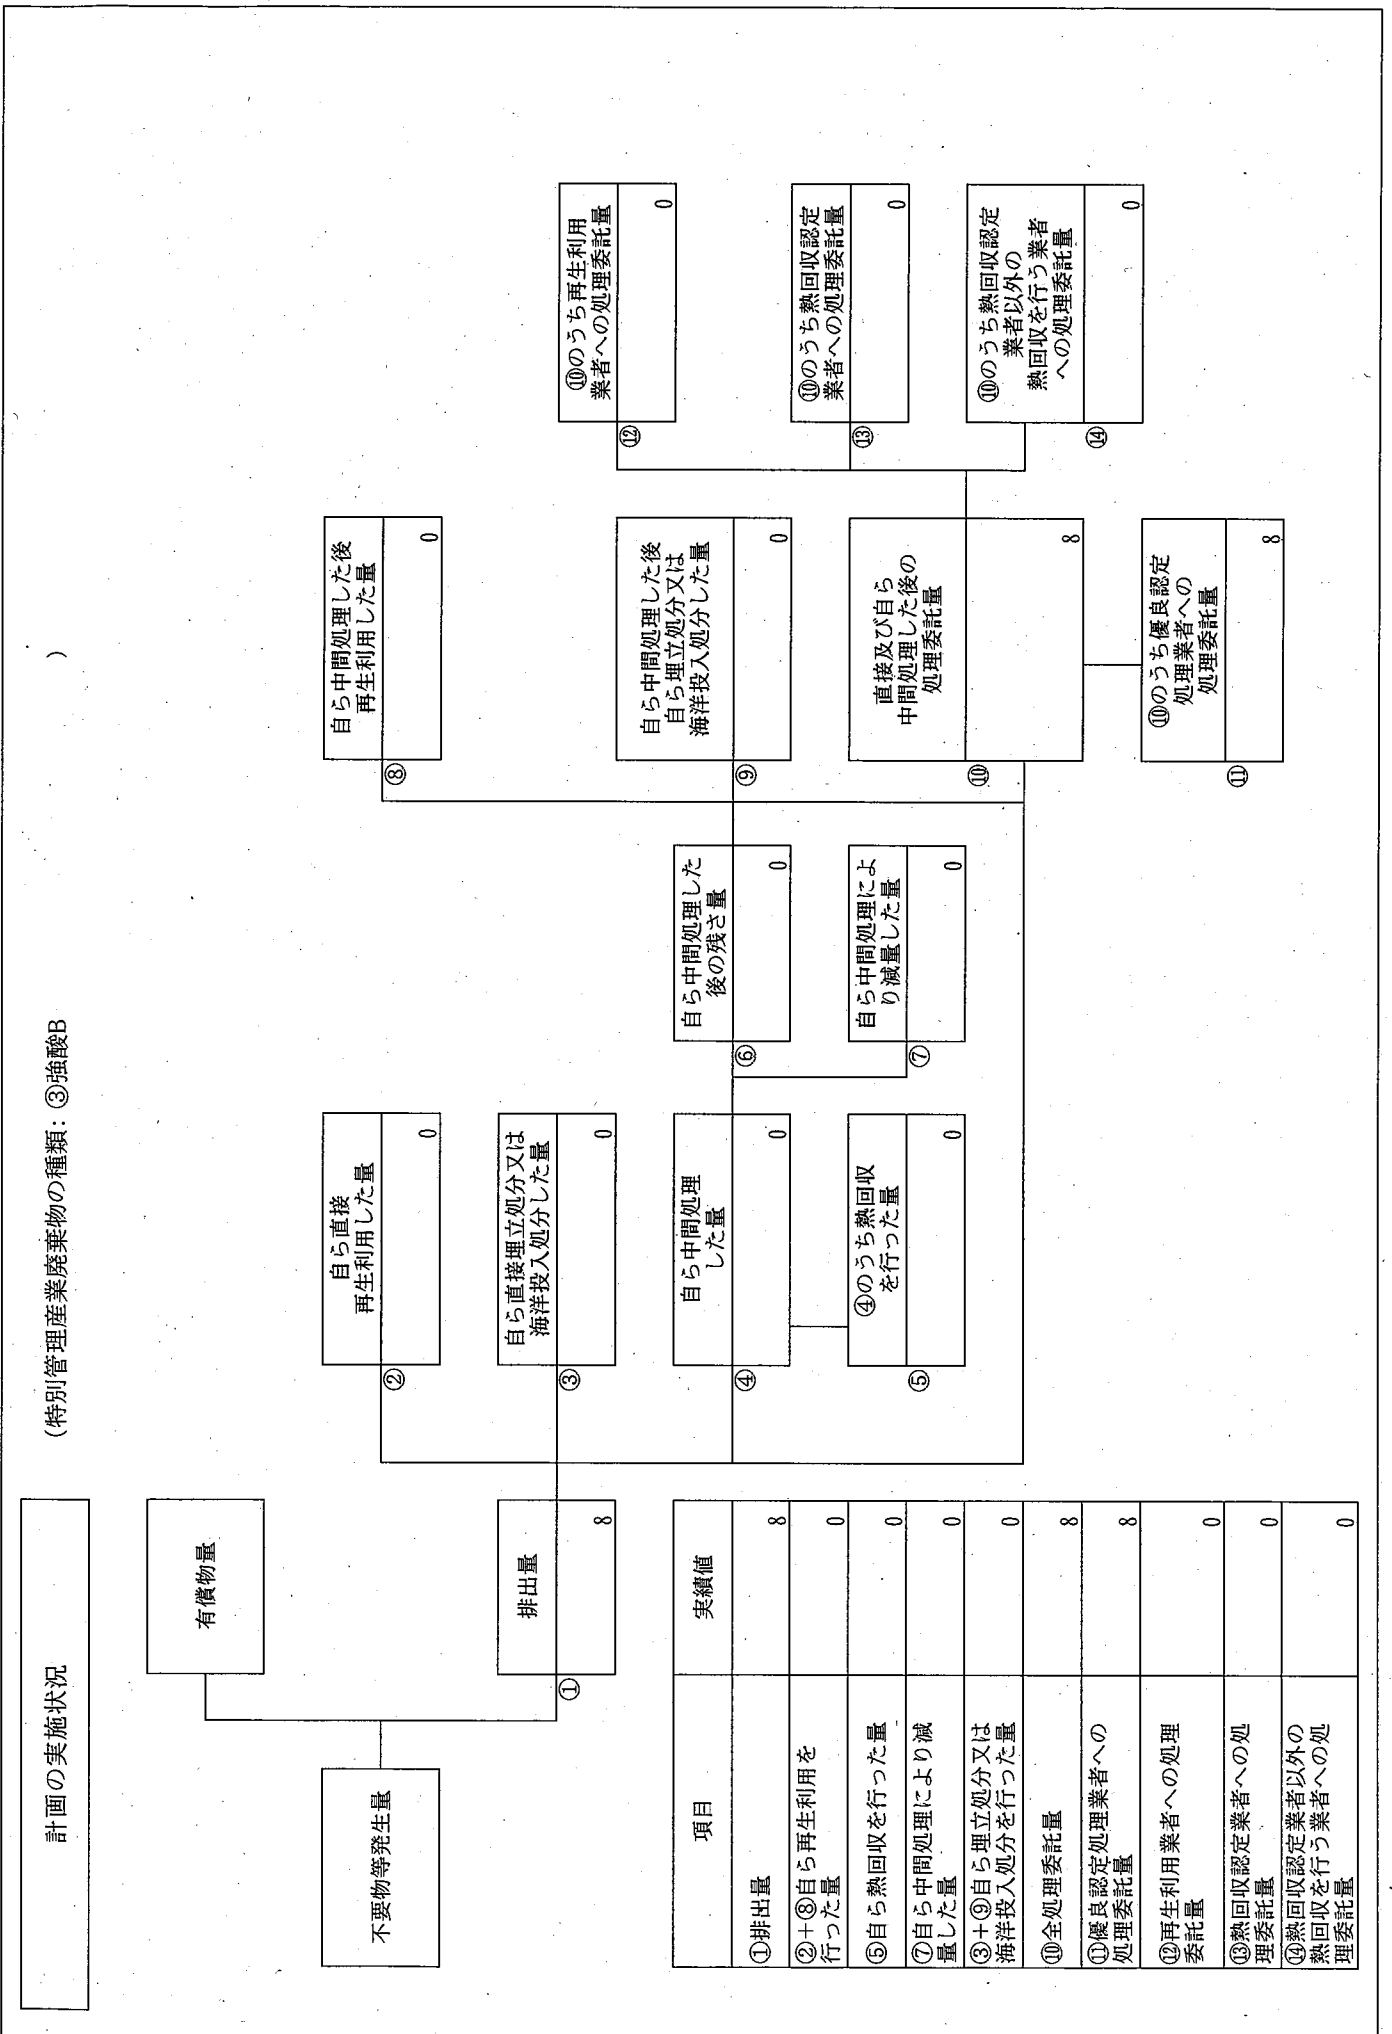 計画の実施状況
(特別管理産業廃棄物の種類：③強酸B
)
不要物等発生量
有償物量
①
排出量
8
②
自ら直接
再生利用した量
0
③
自ら直接埋立処分又は
海洋投入処分した量
0
④
自ら中間処理
した量
0
⑤
④のうち熱回収
を行った量
0
⑥
自ら中間処理した
後の残さ量
0
⑦
自ら中間処理によ
り減量した量
0
⑧
自ら中間処理した後
再生利用した量
0
⑨
自ら中間処理した後
自ら埋立処分又は
海洋投入処分した量
0
⑩
直接及び自ら
中間処理した後の
処理委託量
8
⑪
⑩のうち優良認定
処理業者への
処理委託量
8
⑫
⑩のうち再生利用
業者への処理委託量
0
⑬
⑩のうち熱回収認定
業者への処理委託量
0
⑭
⑩のうち熱回収認定
業者以外の
熱回収を行う業者
への処理委託量
0
項目 実績値
①排出量 8
②＋⑧自ら再生利用を
行った量 0
⑤自ら熱回収を行った量 0
⑦自ら中間処理により減
量した量 0
③＋⑨自ら埋立処分又は
海洋投入処分を行った量 0
⑩全処理委託量 8
⑪優良認定処理業者への
処理委託量 8
⑫再生利用業者への処理
委託量 0
⑬熱回収認定業者への処
理委託量 0
⑭熱回収認定業者以外の
熱回収を行う業者への処
理委託量 0